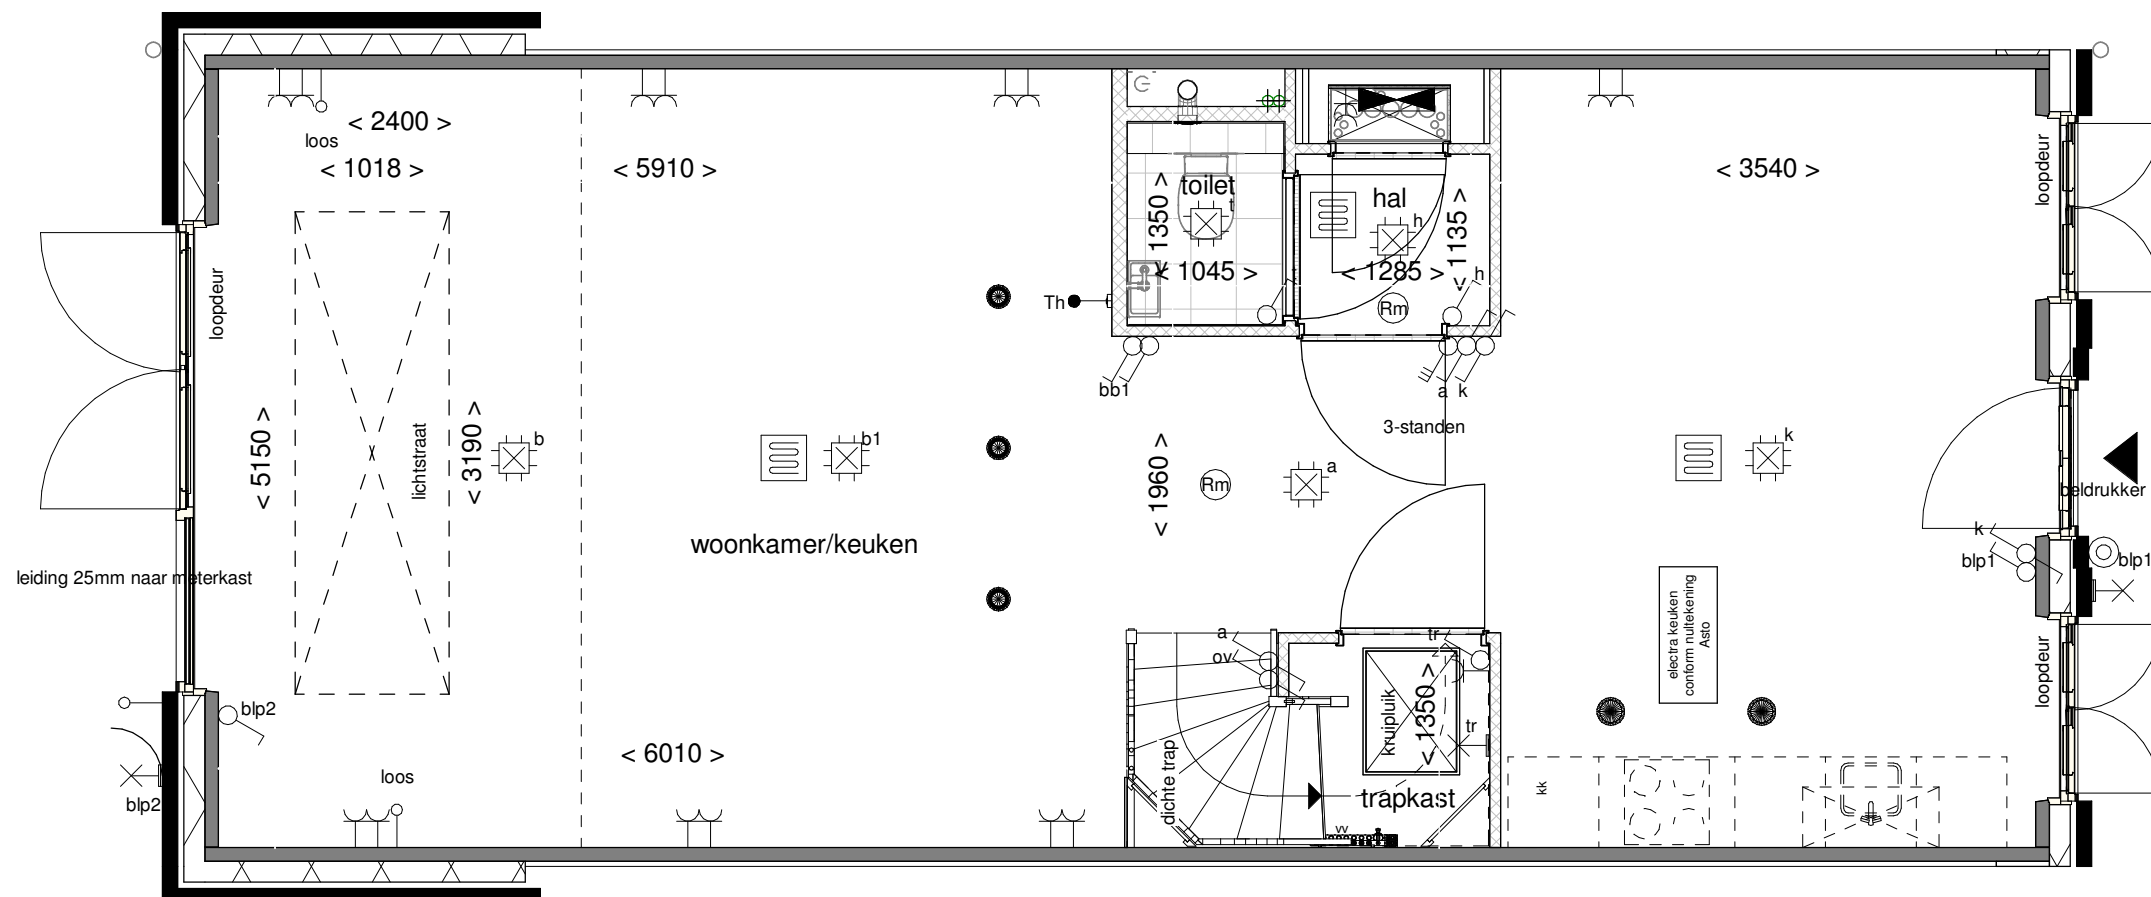 loos
< 2400 >
< 1018 >
< 5910 >
< 3540 >
toilet
t
hal
h
1350 >
< 1135 >
< 1045 >
< 1285 >
t
h
Rm
Th
loopdeur
loopdeur
bb1
a k
3-standen
< 5150 >
lichtstraat
< 3190 >
b
b1
< 1960 >
Rm
a
k
beldrukker
woonkamer/keuken
k
blp1
blp1
leiding 25mm naar meterkast
electra keuken
conform nultekening
Asto
loopdeur
a
ov
tr
blp2
kruipluik
< 1350 >
tr
< 6010 >
dichte trap
loos
trapkast
kk
blp2
vv